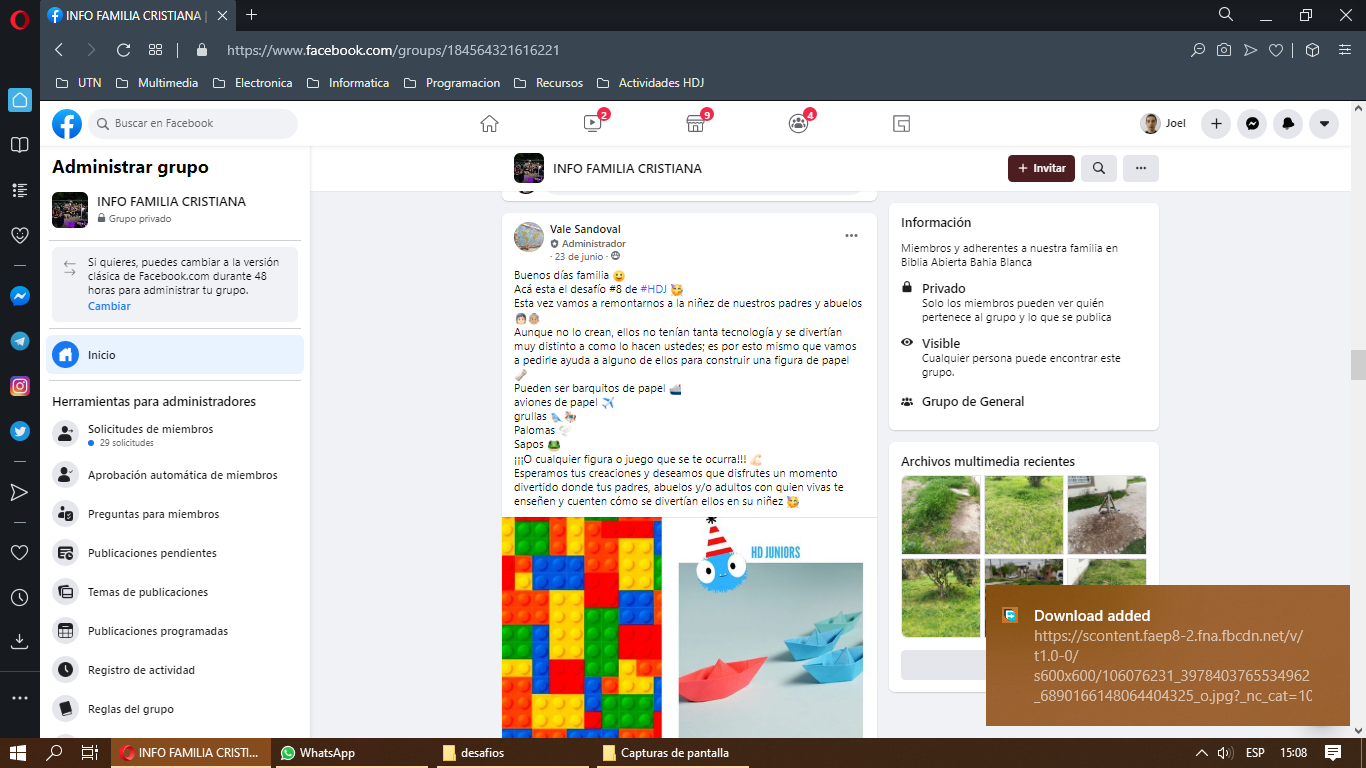 INFO FAMILIA CRISTIANA |
https://www.facebook.com/groups/184564321616221
UTN
Multimedia
Electronica
Informatica
Programacion
Recursos
Actividades HDJ
Buscar en Facebook
2
9
4
Joel
Administrar grupo
INFO FAMILIA CRISTIANA
Grupo privado
Si quieres, puedes cambiar a la versión
clásica de Facebook.com durante 48
horas para administrar tu grupo.
Cambiar
Inicio
Herramientas para administradores
Solicitudes de miembros
29 solicitudes
Aprobación automática de miembros
Preguntas para miembros
Publicaciones pendientes
Temas de publicaciones
Publicaciones programadas
Registro de actividad
Reglas del grupo
INFO FAMILIA CRISTIANA
+ Invitar
Vale Sandoval
Administrador
· 23 de junio ·
Buenos días familia 😄
Acá esta el desafío #8 de #HDJ 🥰
Esta vez vamos a remontarnos a la niñez de nuestros padres y abuelos
Aunque no lo crean, ellos no tenían tanta tecnología y se divertían
muy distinto a como lo hacen ustedes; es por esto mismo que vamos
a pedirle ayuda a alguno de ellos para construir una figura de papel
Pueden ser barquitos de papel
aviones de papel ✈️
grullas
Palomas
Sapos
¡¡¡O cualquier figura o juego que se te ocurra!!!
Esperamos tus creaciones y deseamos que disfrutes un momento
divertido donde tus padres, abuelos y/o adultos con quien vivas te
enseñen y cuenten cómo se divertían ellos en su niñez 🥰
HD JUNIORS
Información
Miembros y adherentes a nuestra familia en
Biblia Abierta Bahia Blanca
Privado
Solo los miembros pueden ver quién
pertenece al grupo y lo que se publica
Visible
Cualquier persona puede encontrar este
grupo.
Grupo de General
Archivos multimedia recientes
Download added
https://scontent.faep8-2.fna.fbcdn.net/v/
t1.0-0/
s600x600/106076231_3978403765534962
_6890166148064404325_o.jpg?_nc_cat=10
INFO FAMILIA CRISTI...
WhatsApp
desafios
Capturas de pantalla
ESP
15:08